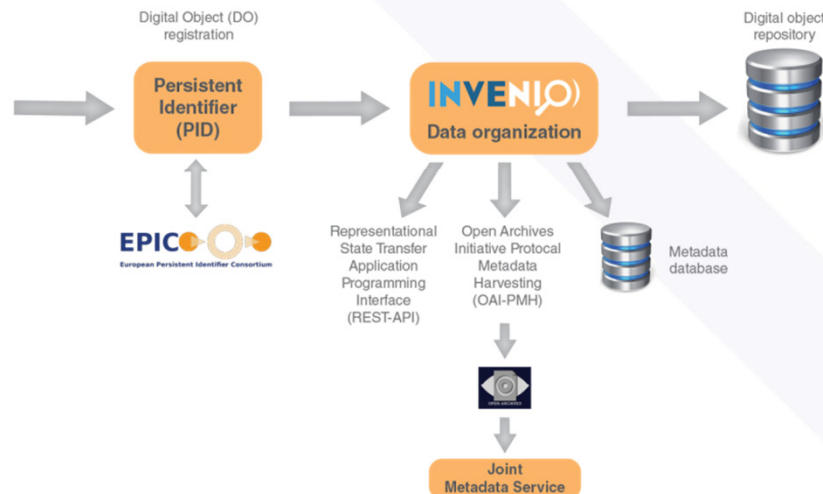 Digital Object (DO)
registration
Digital object
repository
Persistent
Identifier
(PID)
INVENIO
Data organization
EPIC
European Persistent Identifier Consortium
Representational
State Transfer
Application
Programming
Interface
(REST-API)
Open Archives
Initiative Protocal
Metadata
Harvesting
(OAI-PMH)
Metadata
database
OPEN ARCHIVES
Joint
Metadata Service